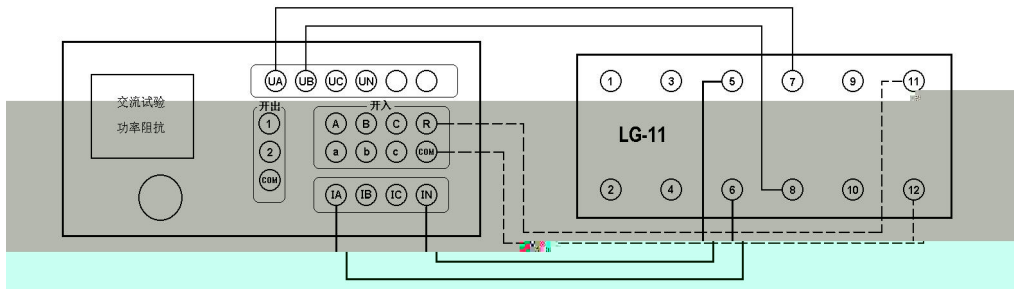 UA UB UC UN
1 3 5 7 9 11
交流试验
功率阻抗
开出 开入
1 A B C R
LG-11
2 a b c COM
COM
IA IB IC IN
2 4 6 8 10 12